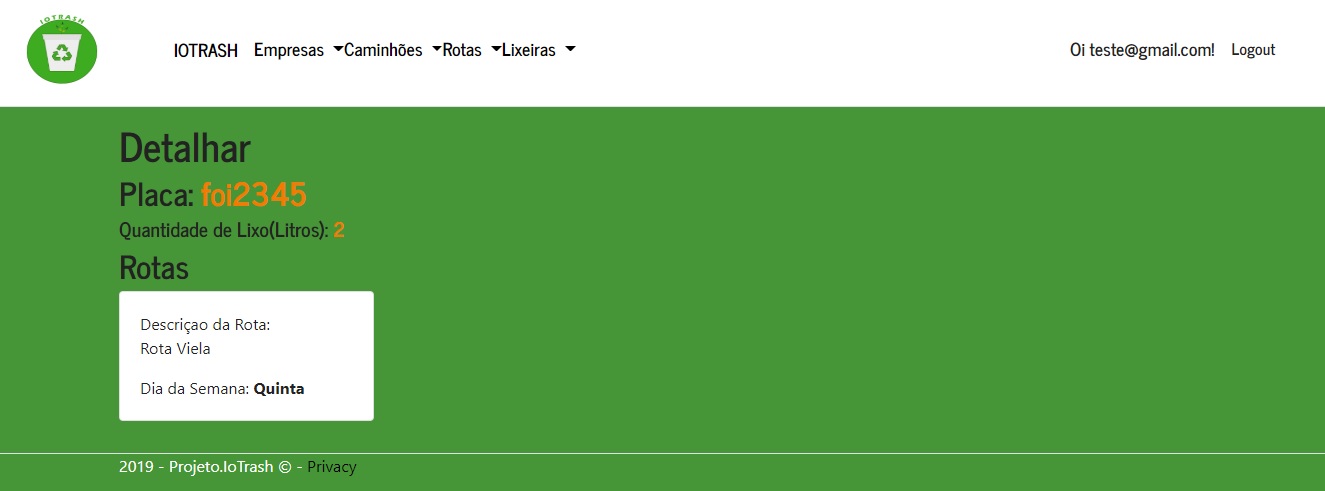 IOTRASH
IOTRASH Empresas Caminhões Rotas Lixeiras Oi teste@gmail.com! Logout
Detalhar
Placa: foi2345
Quantidade de Lixo(Litros): 2
Rotas
Descriçao da Rota:
Rota Viela
Dia da Semana: Quinta
2019 - Projeto.IoTrash © - Privacy